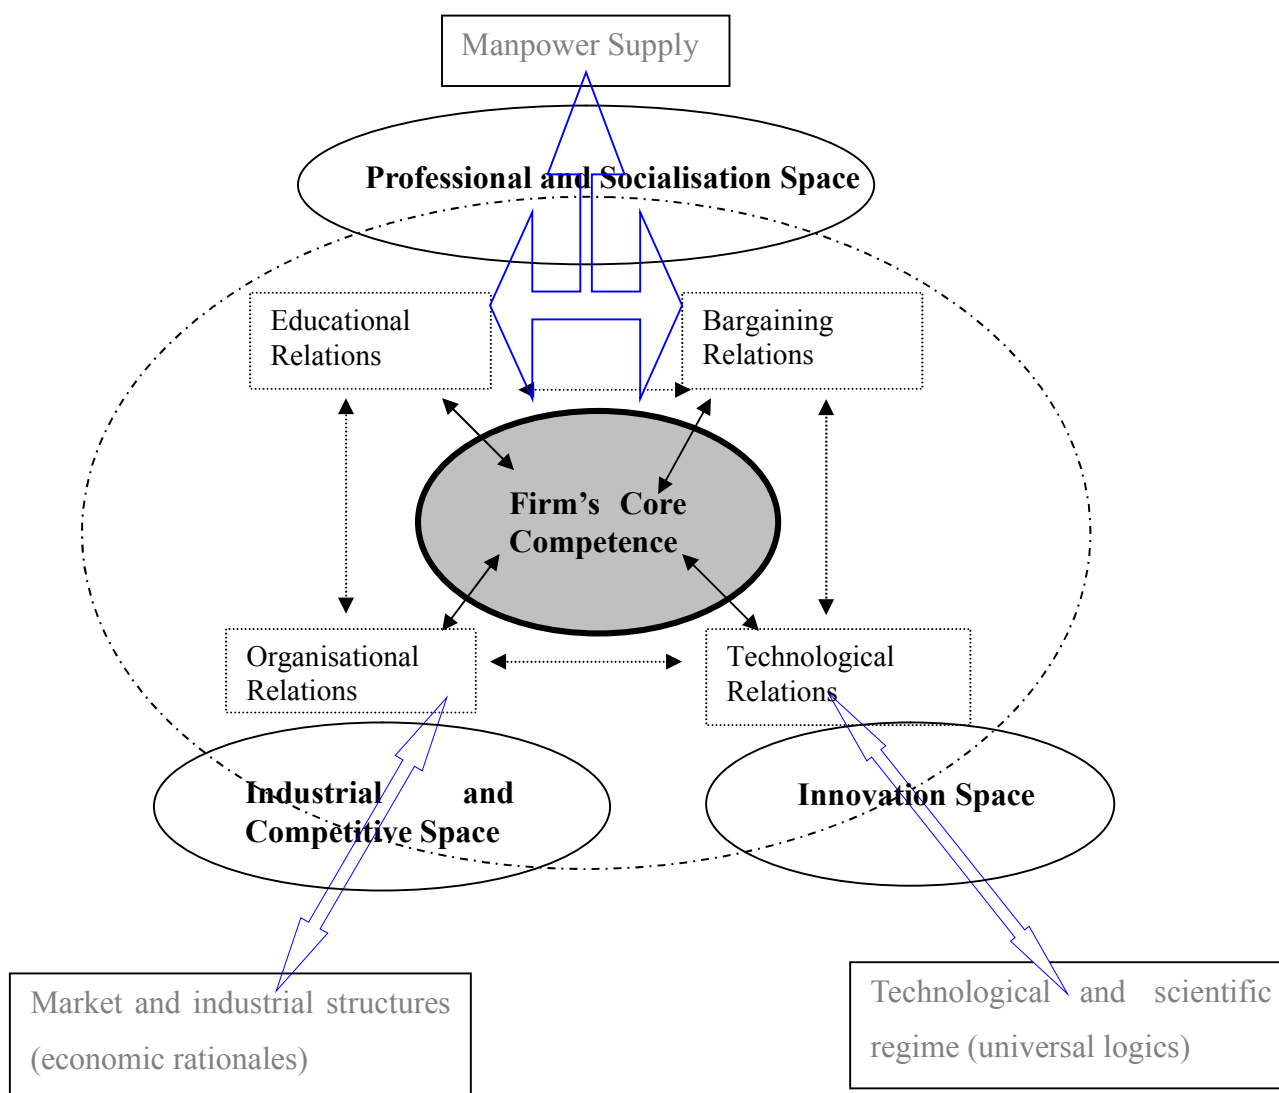 Manpower Supply
Professional and Socialisation Space
Educational
Relations
Bargaining
Relations
Firm’s Core
Competence
Organisational
Relations
Technological
Relations
Industrial and
Competitive Space
Innovation Space
Market and industrial structures
(economic rationales)
Technological and scientific
regime (universal logics)